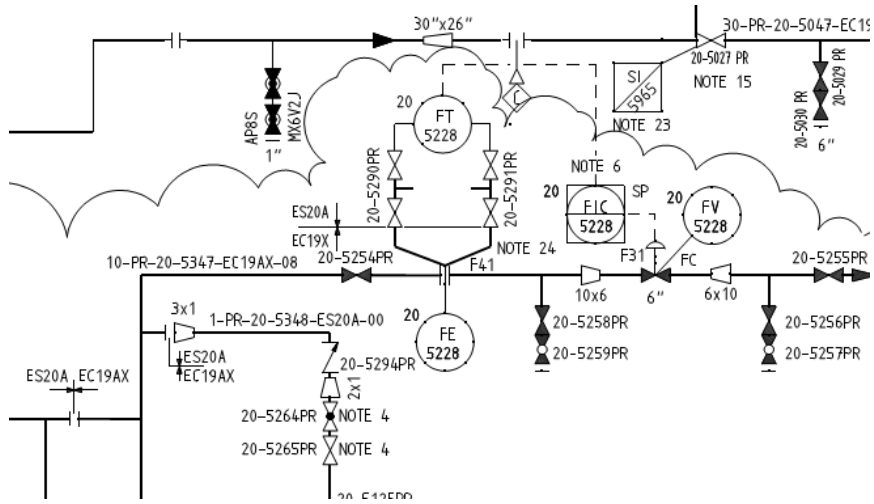 30"x26"
30-PR-20-5047-EC19
20-5027 PR
NOTE 15
SI
5965
NOTE 23
20-5029 PR
20-5030 PR
6"
AP8S
MX6V2J
1"
C
20
FT
5228
20-5290PR
20-5291PR
NOTE 6
20
FIC
5228
SP
20
FV
5228
ES20A
EC19X
NOTE 24
F41
F31
FC
10-PR-20-5347-EC19AX-08
20-5254PR
20-5255PR
10x6
6"
6x10
3x1
1-PR-20-5348-ES20A-00
20
FE
5228
20-5258PR
20-5259PR
20-5256PR
20-5257PR
ES20A
EC19AX
ES20A
EC19AX
20-5294PR
2x1
20-5264PR
NOTE 4
20-5265PR
NOTE 4